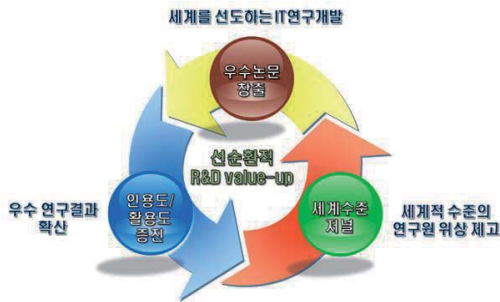 세계를 선도하는 IT연구개발
우수논문
창출
선순환적
R&D value-up
인용도/
활용도
증진
세계수준
저널
우수 연구결과
확산
세계적 수준의
연구원 위상 제고